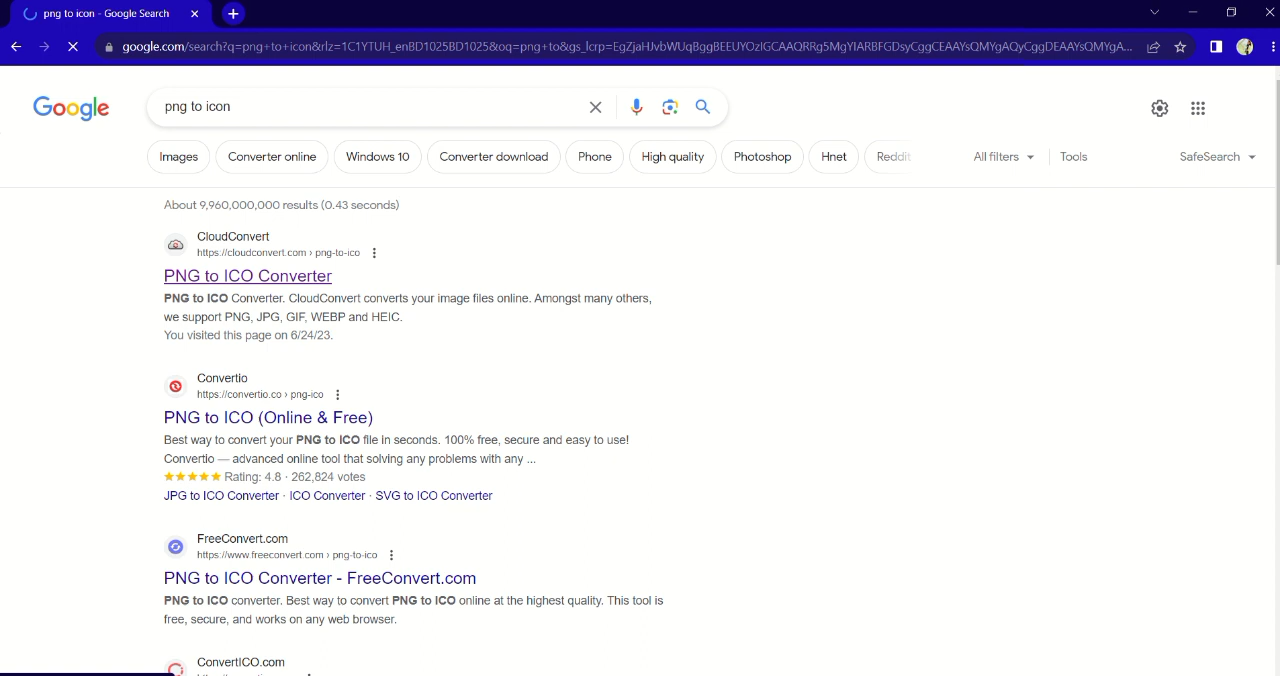 png to icon - Google Search
google.com/search?q=png+to+icon&rlz=1C1YTUH_enBD1025BD1025&oq=png+to&gs_lcrp=EgZjaHJvbWUqBggBEEUYOzIGCAAQRRg5MgYIARBFGDsyCggCEAAYsQMYgAQyCggDEAAYsQMYgA...
Google
png to icon
Images
Converter online
Windows 10
Converter download
Phone
High quality
Photoshop
Hnet
Reddit
All filters
Tools
SafeSearch
About 9,960,000,000 results (0.43 seconds)
CloudConvert
https://cloudconvert.com › png-to-ico
PNG to ICO Converter
PNG to ICO Converter. CloudConvert converts your image files online. Amongst many others,
we support PNG, JPG, GIF, WEBP and HEIC.
You visited this page on 6/24/23.
Convertio
https://convertio.co › png-ico
PNG to ICO (Online & Free)
Best way to convert your PNG to ICO file in seconds. 100% free, secure and easy to use!
Convertio — advanced online tool that solving any problems with any ...
Rating: 4.8 · 262,824 votes
JPG to ICO Converter · ICO Converter · SVG to ICO Converter
FreeConvert.com
https://www.freeconvert.com › png-to-ico
PNG to ICO Converter - FreeConvert.com
PNG to ICO converter. Best way to convert PNG to ICO online at the highest quality. This tool is
free, secure, and works on any web browser.
ConvertICO.com